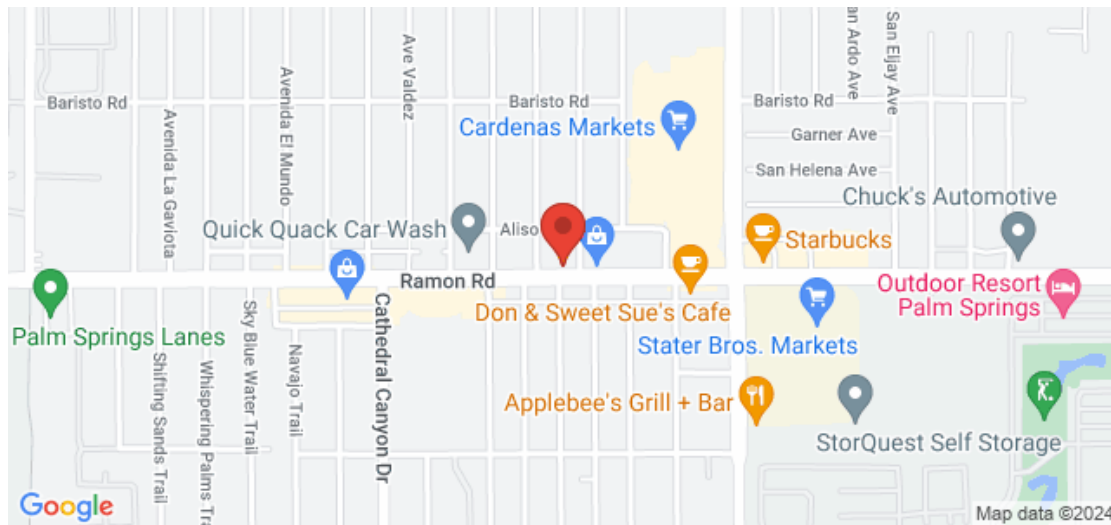 San Ardo Ave
San Eljay Ave
Ave Valdez
Avenida El Mundo
Avenida La Gaviota
Baristo Rd
Baristo Rd
Baristo Rd
Cardenas Markets
Garner Ave
San Helena Ave
Chuck's Automotive
Quick Quack Car Wash
Aliso
Starbucks
Ramon Rd
Outdoor Resort
Palm Springs
Don & Sweet Sue's Cafe
Palm Springs Lanes
Stater Bros. Markets
Cathedral Canyon Dr
Sky Blue Water Trail
Navajo Trail
Shifting Sands Trail
Whispering Palms Tra
Applebee's Grill + Bar
StorQuest Self Storage
Google
Map data ©2024